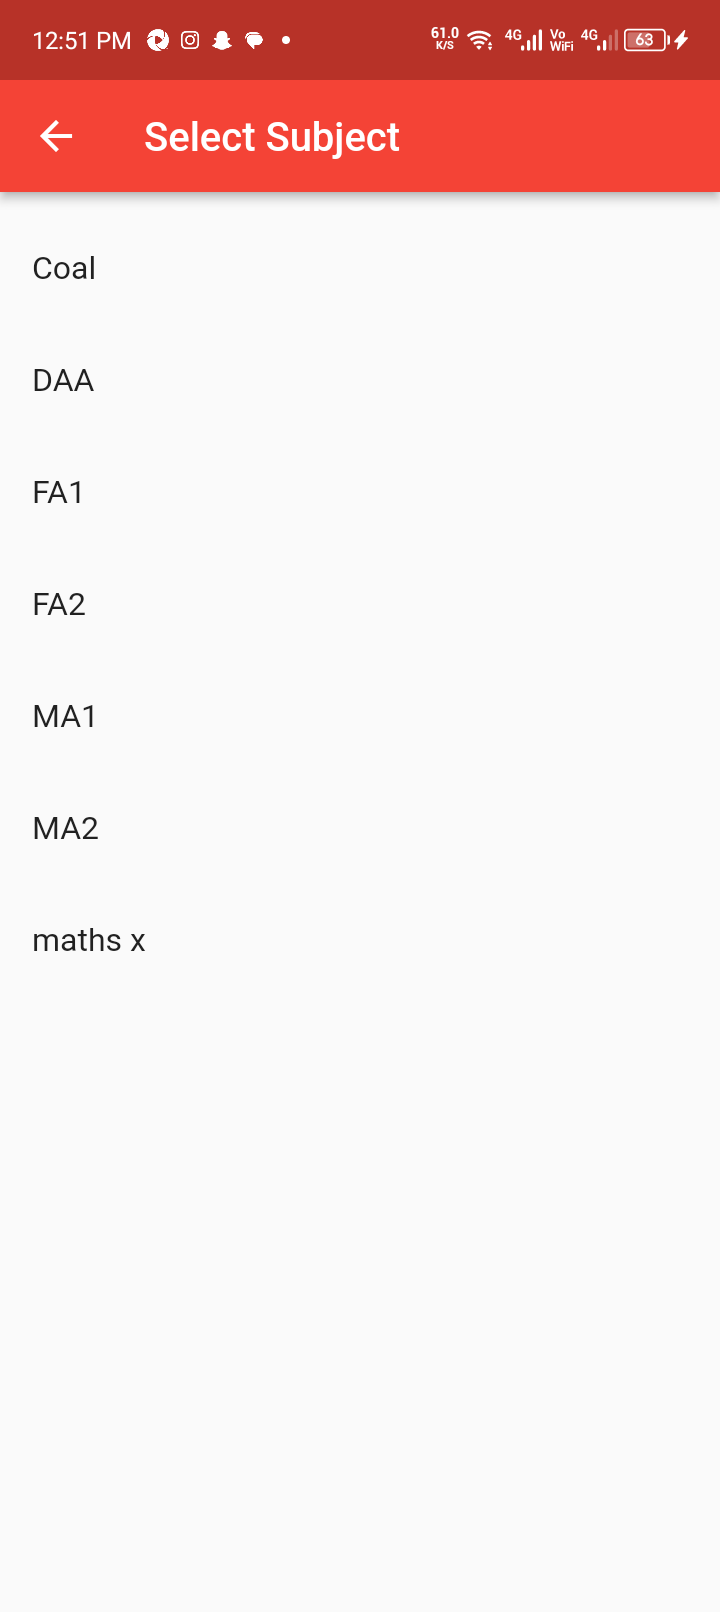 12:51 PM 61.0 K/S 4G Vo WiFi 4G 63
Select Subject
Coal
DAA
FA1
FA2
MA1
MA2
maths x